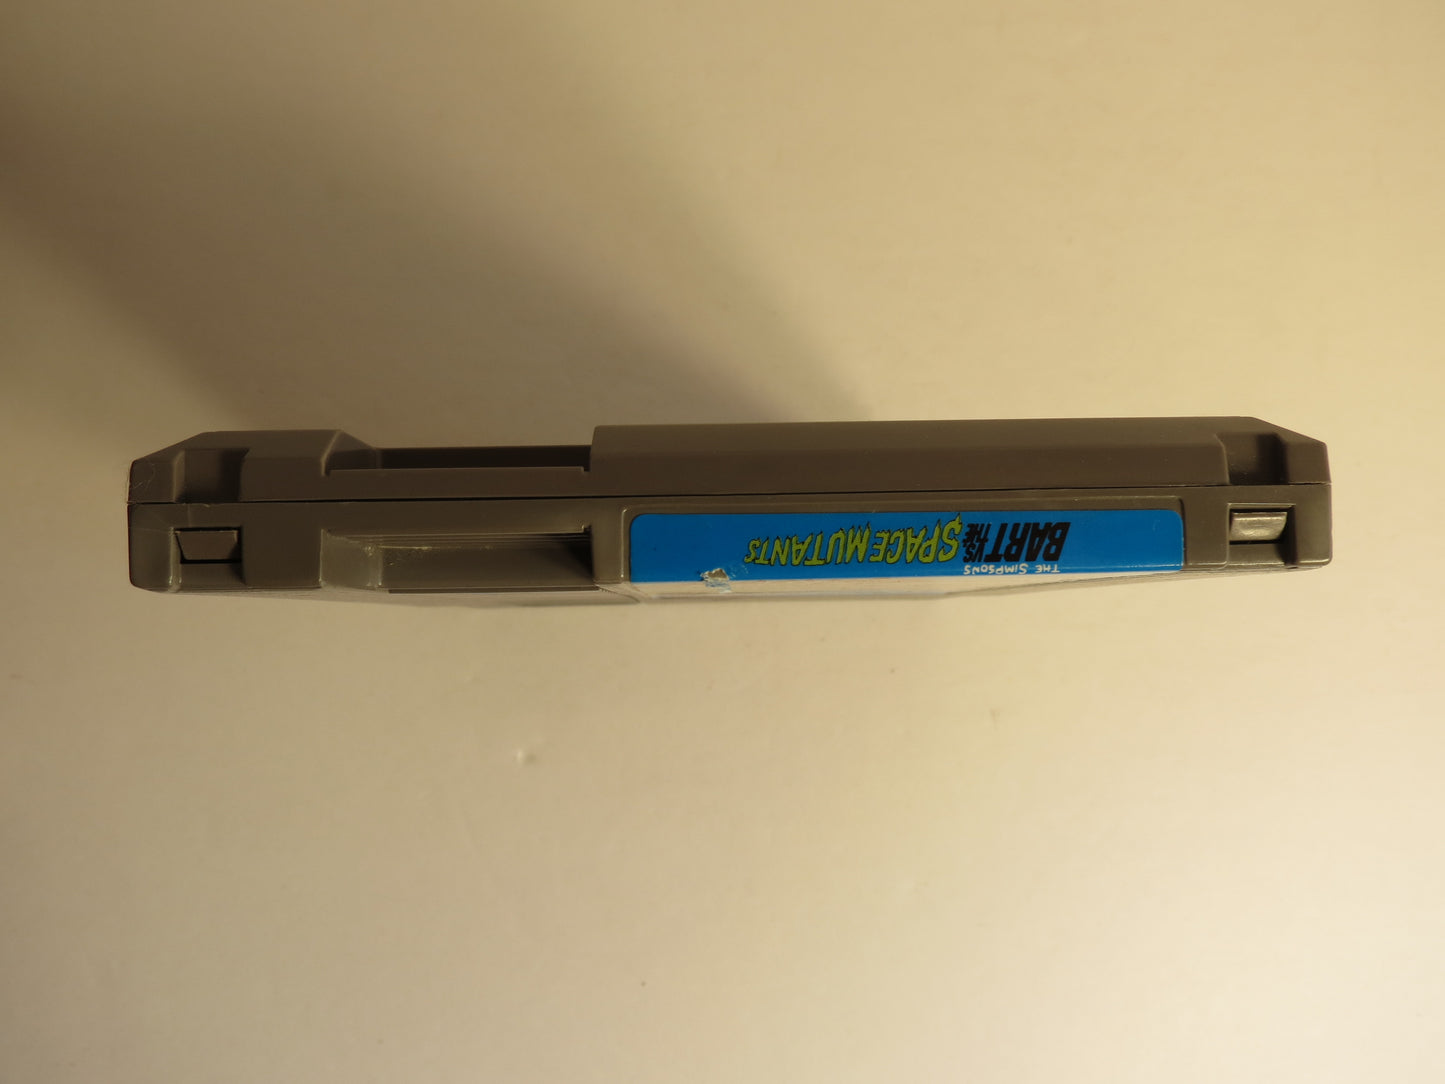 THE SIMPSONS
BART VS. THE SPACE MUTANTS